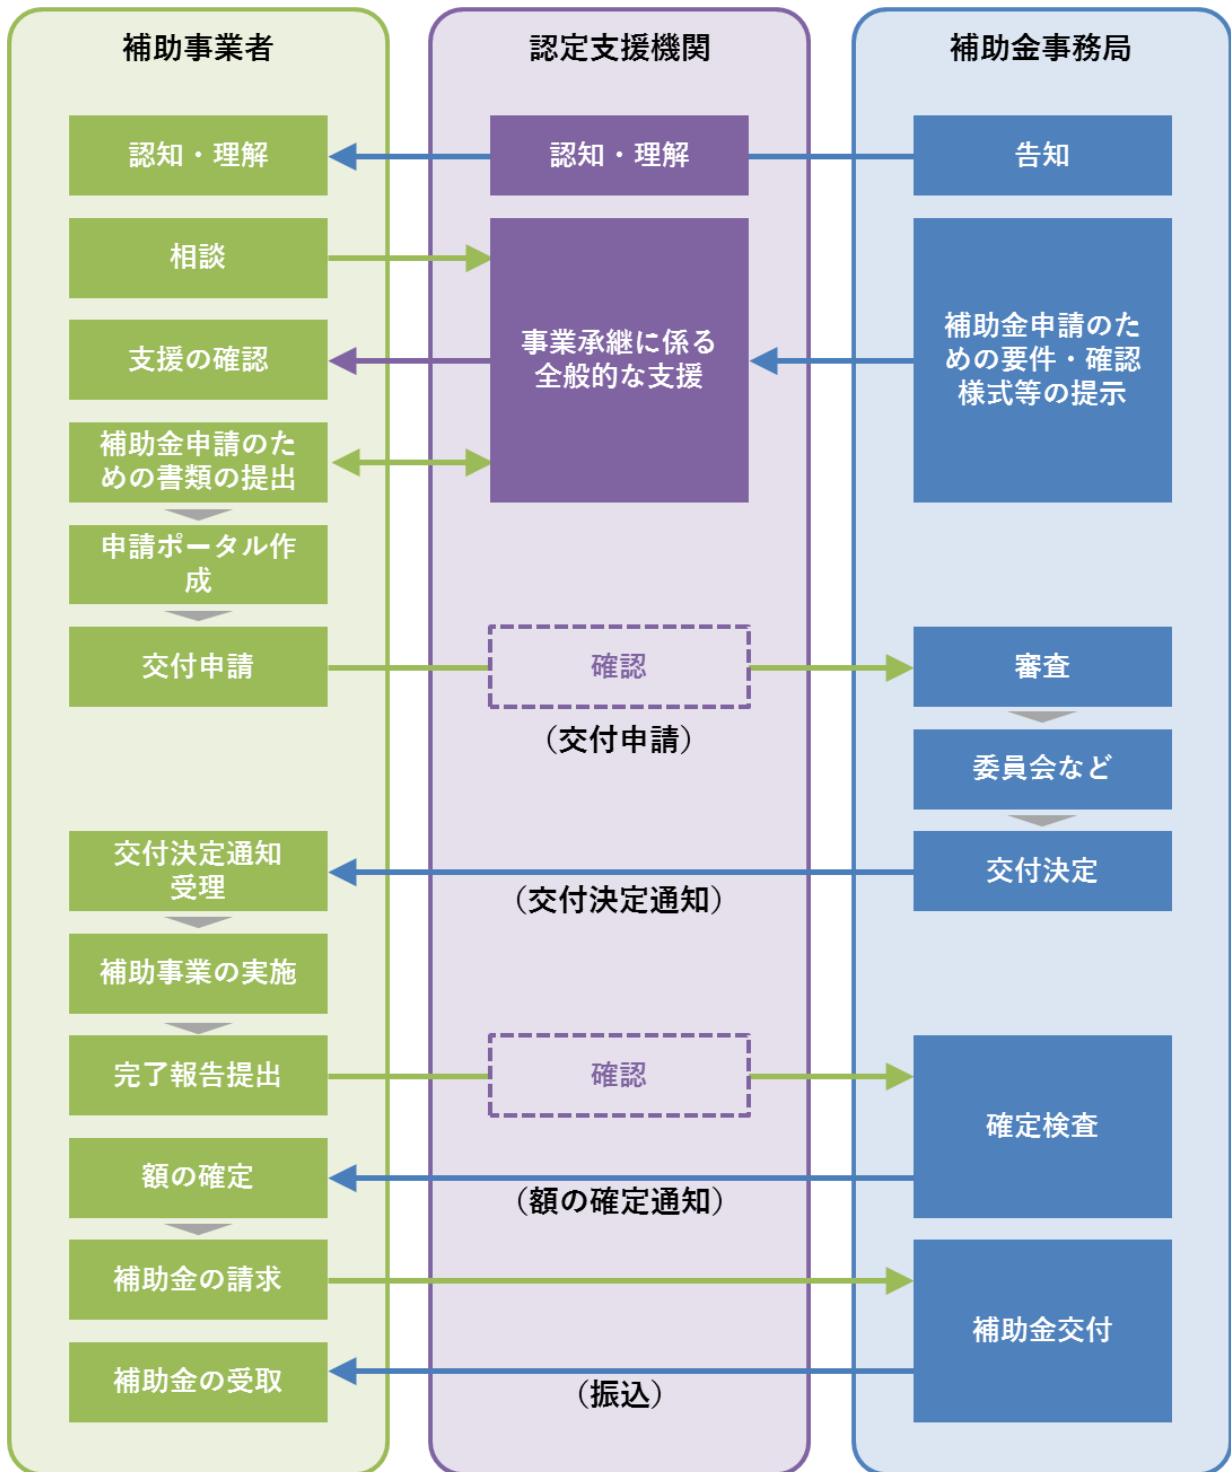 補助事業者
認定支援機関
補助金事務局
認知・理解
認知・理解
告知
相談
支援の確認
事業承継に係る
全般的な支援
補助金申請のた
めの要件・確認
様式等の提示
補助金申請のた
めの書類の提出
申請ポータル作
成
交付申請
確認
審査
（交付申請）
委員会など
交付決定通知
受理
交付決定
（交付決定通知）
補助事業の実施
完了報告提出
確認
確定検査
額の確定
（額の確定通知）
補助金の請求
補助金交付
補助金の受取
（振込）